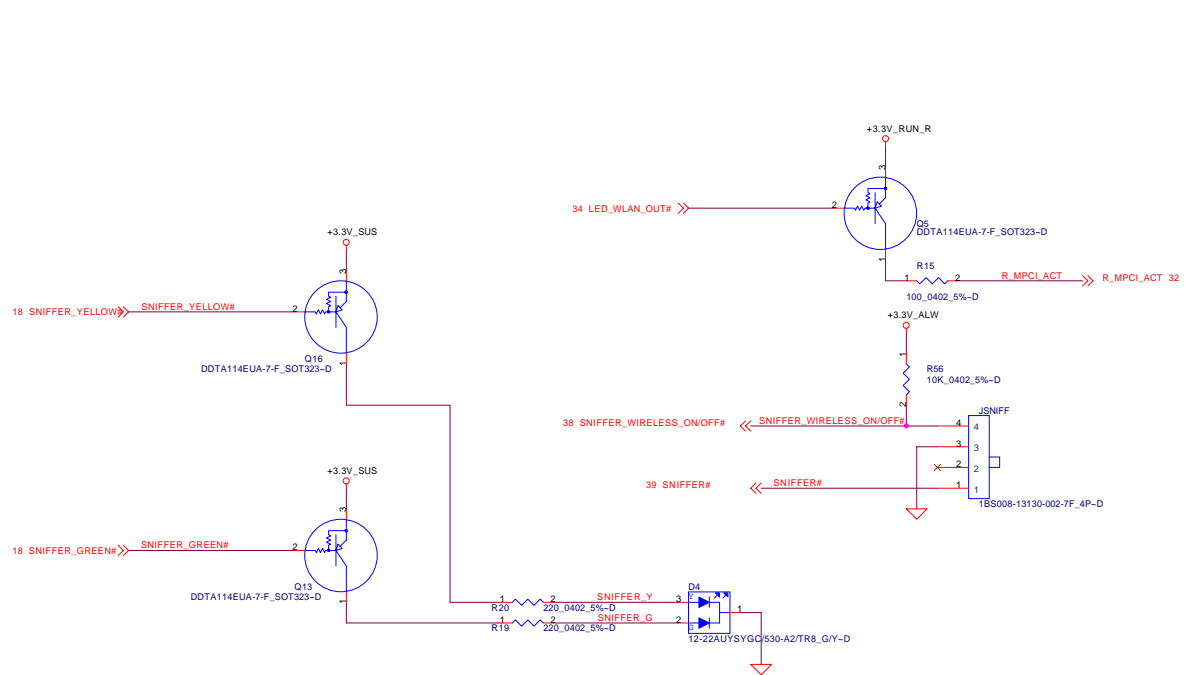 +3.3V_RUN_R
3
34 LED_WLAN_OUT#
2
Q5
DDTA114EUA-7-F_SOT323~D
1
R15
1
2
R_MPCI_ACT
R_MPCI_ACT 32
100_0402_5%~D
+3.3V_SUS
3
18 SNIFFER_YELLOW#
SNIFFER_YELLOW#
2
Q16
DDTA114EUA-7-F_SOT323~D
1
+3.3V_ALW
1
R56
10K_0402_5%~D
2
JSNIFF
38 SNIFFER_WIRELESS_ON/OFF#
SNIFFER_WIRELESS_ON/OFF#
4
4
3
3
2
2
39 SNIFFER#
SNIFFER#
1
1
1BS008-13130-002-7F_4P~D
+3.3V_SUS
3
18 SNIFFER_GREEN#
SNIFFER_GREEN#
2
Q13
DDTA114EUA-7-F_SOT323~D
1
D4
1
2
SNIFFER_Y
3
Y
1
R20
220_0402_5%~D
1
2
SNIFFER_G
2
G
R19
220_0402_5%~D
12-22AUYSYGC/530-A2/TR8_G/Y~D